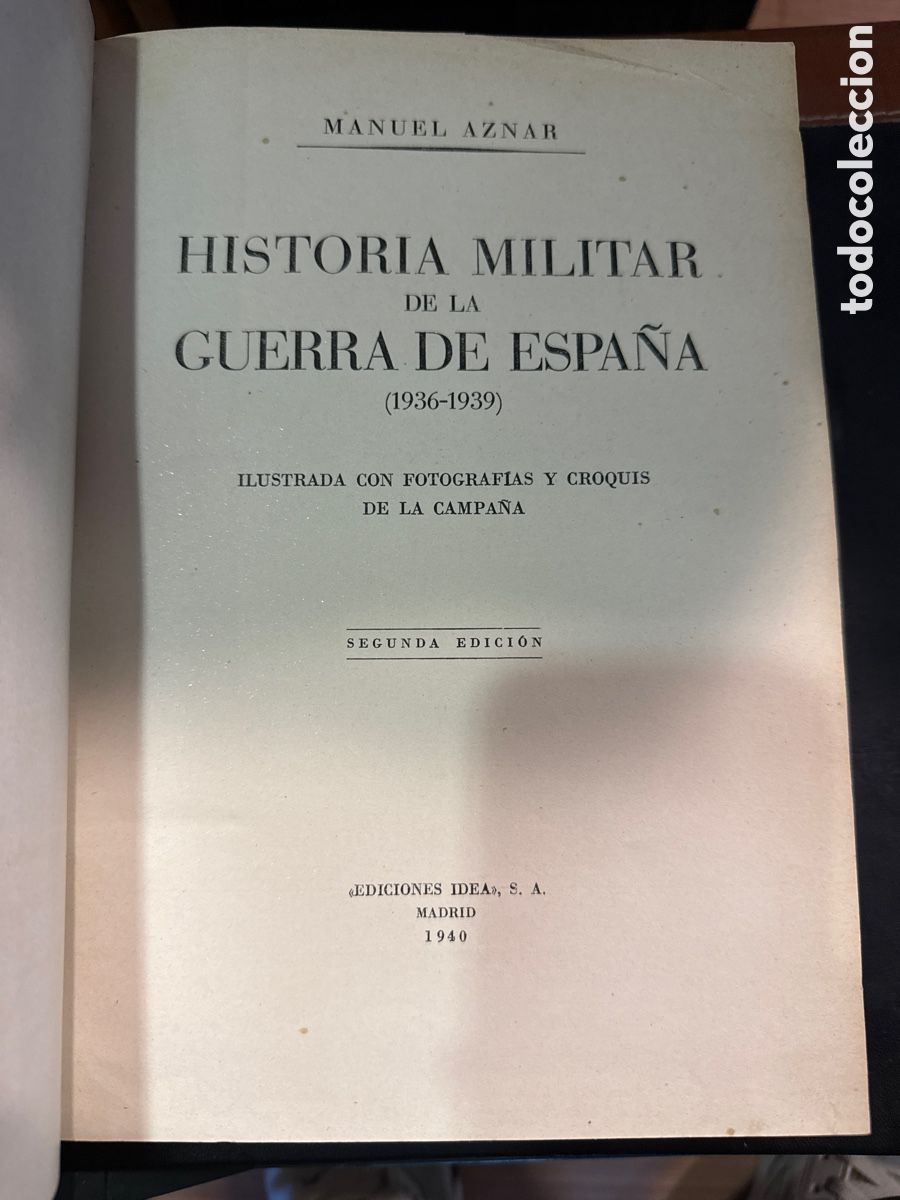 MANUEL AZNAR
HISTORIA MILITAR
DE LA
GUERRA DE ESPAÑA
(1936-1939)
ILUSTRADA CON FOTOGRAFÍAS Y CROQUIS
DE LA CAMPAÑA
SEGUNDA EDICIÓN
«EDICIONES IDEA», S. A.
MADRID
1940
todocoleccion